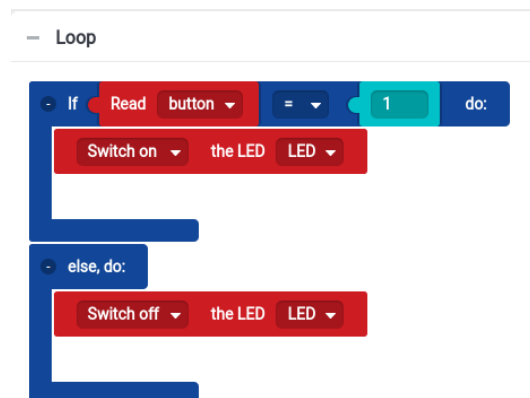 Loop
If Read button = 1 do:
Switch on the LED LED
else, do:
Switch off the LED LED